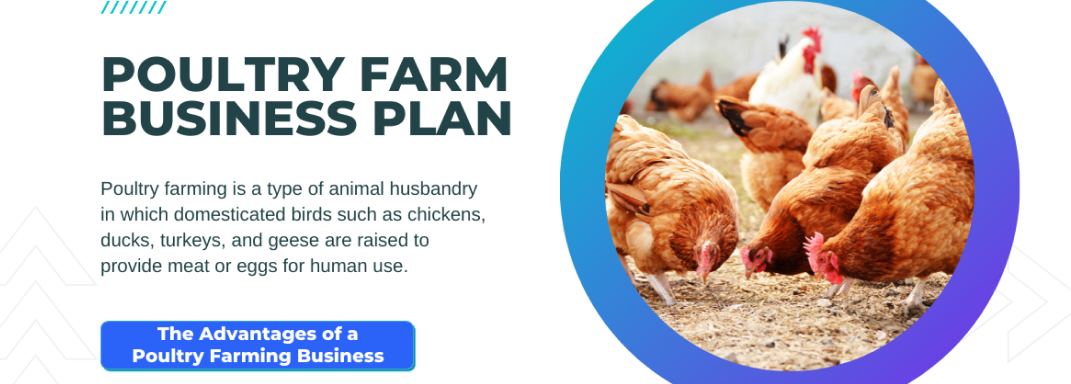 POULTRY FARM
BUSINESS PLAN
Poultry farming is a type of animal husbandry
in which domesticated birds such as chickens,
ducks, turkeys, and geese are raised to
provide meat or eggs for human use.
The Advantages of a
Poultry Farming Business